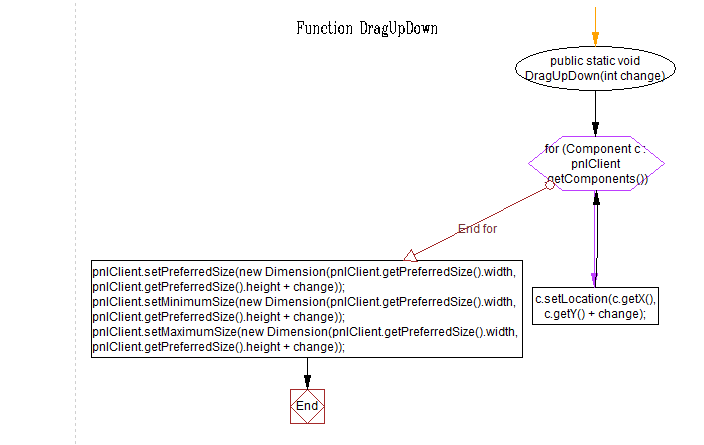 Function DragUpDown
public static void
DragUpDown(int change)
for (Component c :
pnlClient
getComponents())
End for
pnlClient.setPreferredSize(new Dimension(pnlClient.getPreferredSize().width,
pnlClient.getPreferredSize().height + change));
pnlClient.setMinimumSize(new Dimension(pnlClient.getPreferredSize().width,
pnlClient.getPreferredSize().height + change));
pnlClient.setMaximumSize(new Dimension(pnlClient.getPreferredSize().width,
pnlClient.getPreferredSize().height + change));
c.setLocation(c.getX(),
c.getY() + change);
End